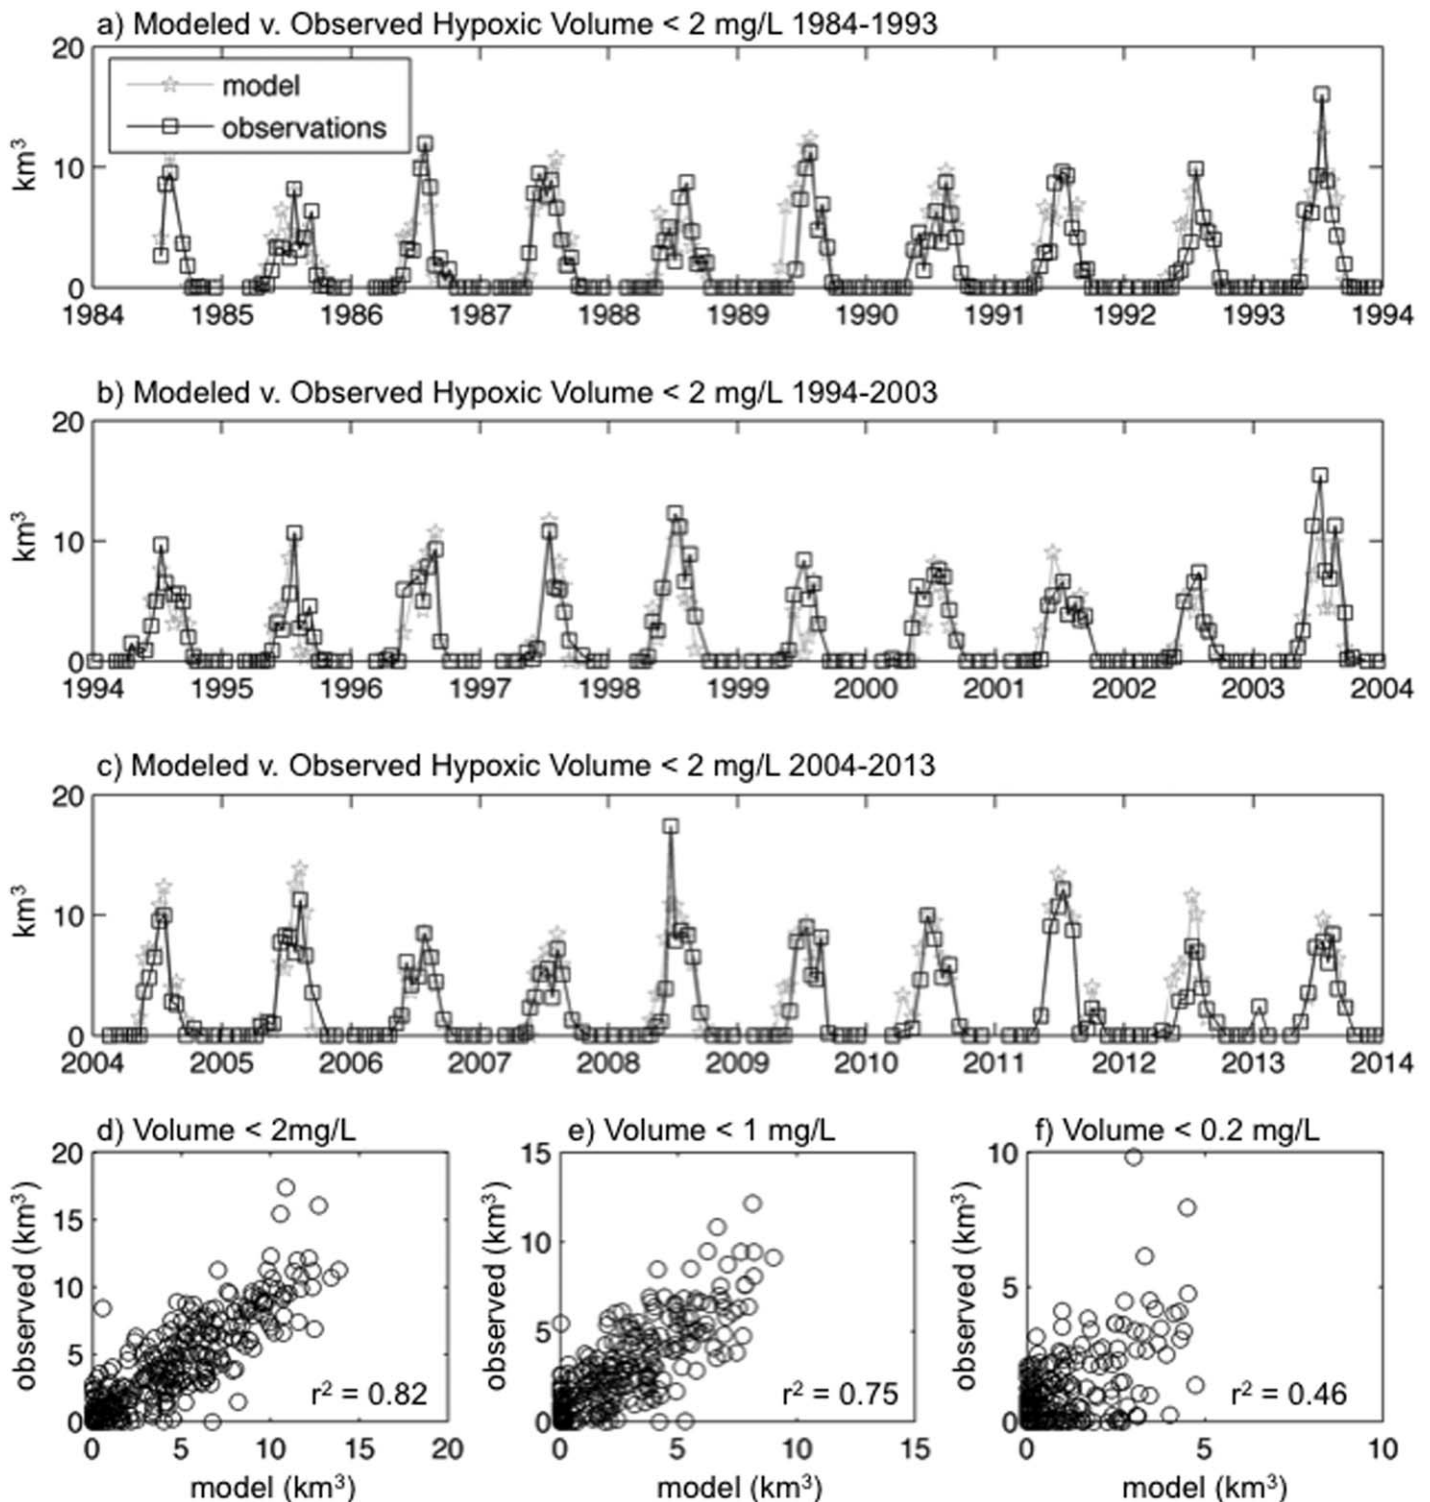 a) Modeled v. Observed Hypoxic Volume < 2 mg/L 1984-1993
20
model
observations
km³
10
0
1984 1985 1986 1987 1988 1989 1990 1991 1992 1993 1994
b) Modeled v. Observed Hypoxic Volume < 2 mg/L 1994-2003
20
km³
10
0
1994 1995 1996 1997 1998 1999 2000 2001 2002 2003 2004
c) Modeled v. Observed Hypoxic Volume < 2 mg/L 2004-2013
20
km³
10
0
2004 2005 2006 2007 2008 2009 2010 2011 2012 2013 2014
d) Volume < 2mg/L
20
15
10
5
0
observed (km³)
r² = 0.82
0 5 10 15 20
model (km³)
e) Volume < 1 mg/L
15
10
5
0
observed (km³)
r² = 0.75
0 5 10 15
model (km³)
f) Volume < 0.2 mg/L
10
5
0
observed (km³)
r² = 0.46
0 5 10
model (km³)